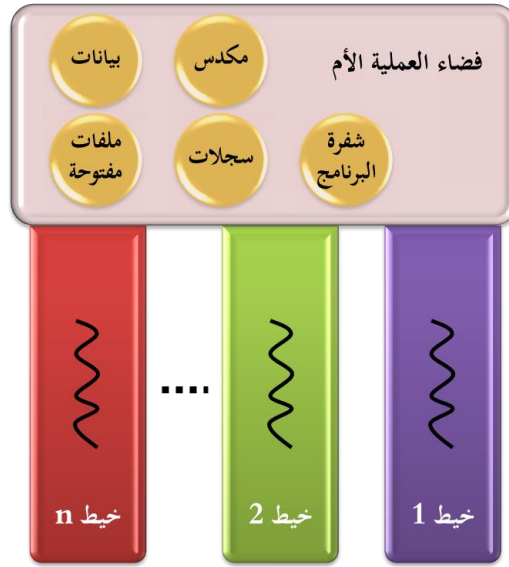 فضاء العملية الأم
مكدس
بيانات
شفرة
البرنامج
سجلات
ملفات
مفتوحة
خيط 1
خيط 2
....
خيط n